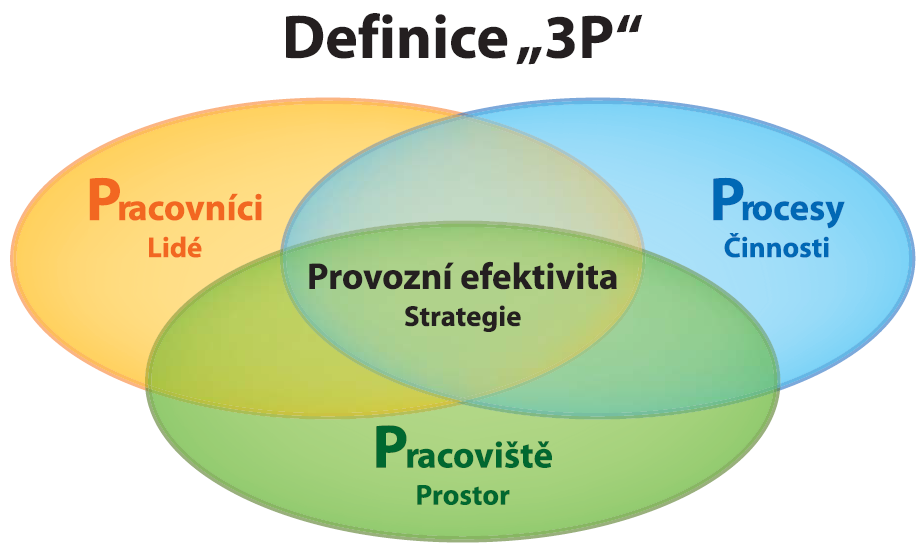 Definice „3P“
Pracovníci
Lidé
Procesy
Činnosti
Provozní efektivita
Strategie
Pracoviště
Prostor